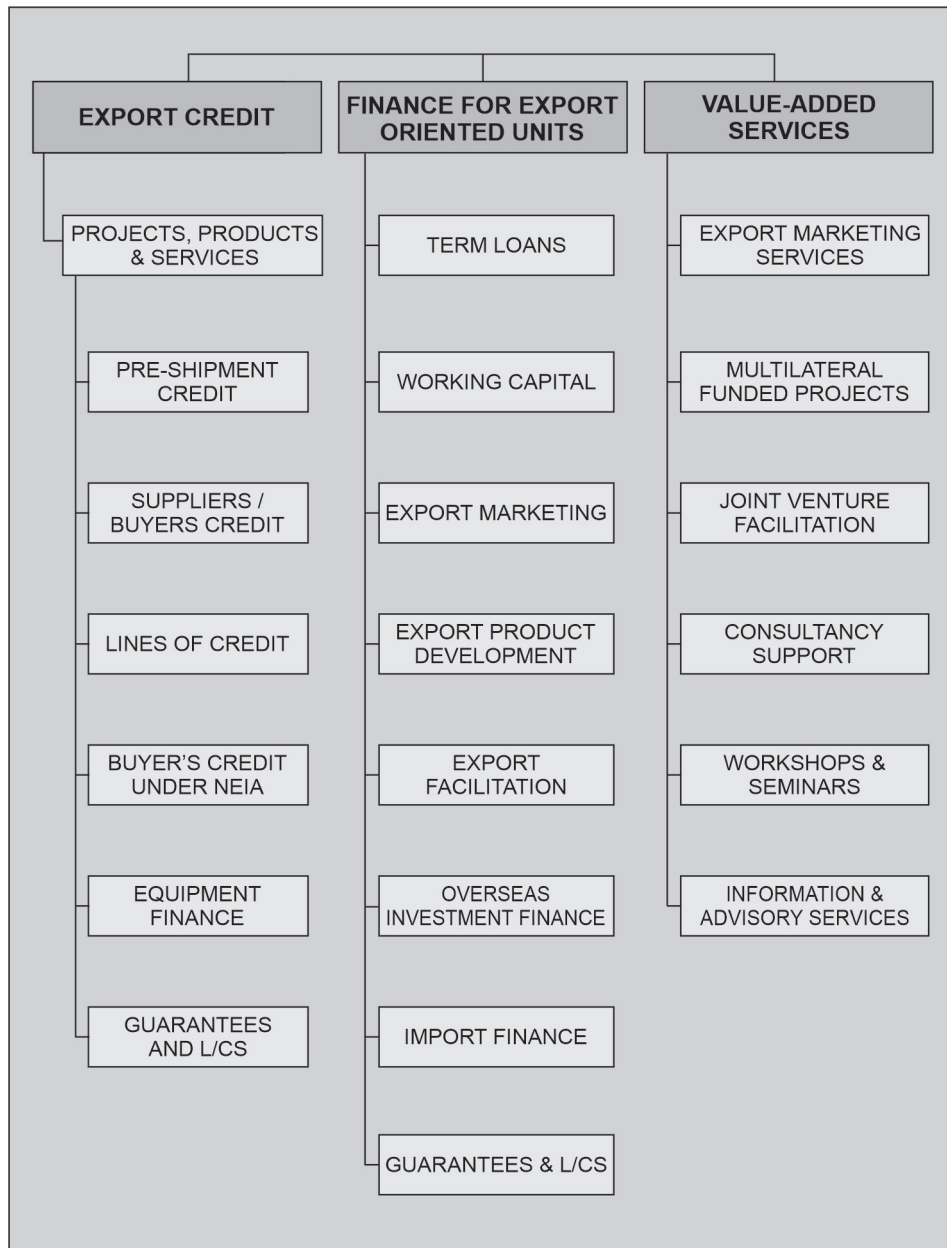 EXPORT CREDIT
PROJECTS, PRODUCTS
& SERVICES
PRE-SHIPMENT
CREDIT
SUPPLIERS /
BUYERS CREDIT
LINES OF CREDIT
BUYER’S CREDIT
UNDER NEIA
EQUIPMENT
FINANCE
GUARANTEES
AND L/CS
FINANCE FOR EXPORT
ORIENTED UNITS
TERM LOANS
WORKING CAPITAL
EXPORT MARKETING
EXPORT PRODUCT
DEVELOPMENT
EXPORT
FACILITATION
OVERSEAS
INVESTMENT FINANCE
IMPORT FINANCE
GUARANTEES & L/CS
VALUE-ADDED
SERVICES
EXPORT MARKETING
SERVICES
MULTILATERAL
FUNDED PROJECTS
JOINT VENTURE
FACILITATION
CONSULTANCY
SUPPORT
WORKSHOPS &
SEMINARS
INFORMATION &
ADVISORY SERVICES